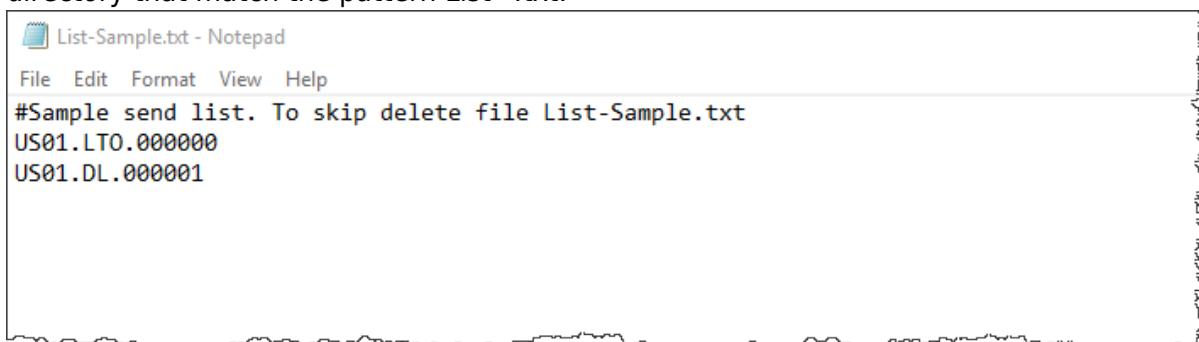 directory that match the pattern List-*.txt.
List-Sample.txt - Notepad
File Edit Format View Help
#Sample send list. To skip delete file List-Sample.txt
US01.LTO.000000
US01.DL.000001